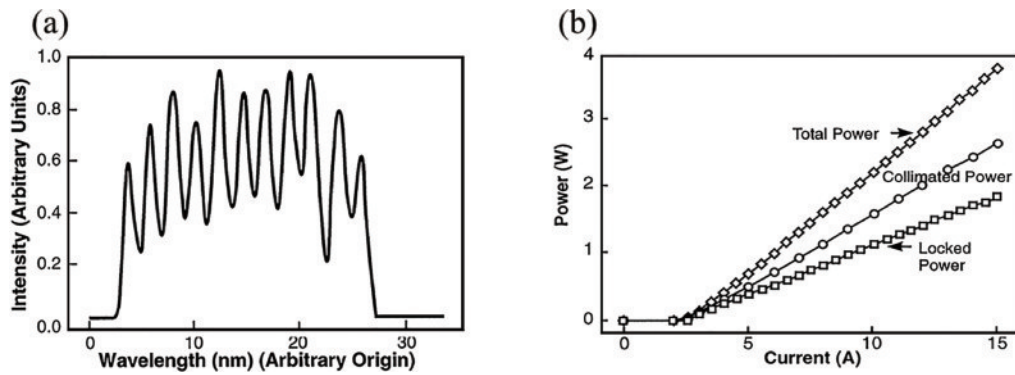 (a)
1.0
0.8
0.6
0.4
0.2
0.0
Intensity (Arbitrary Units)
0
10
20
30
Wavelength (nm) (Arbitrary Origin)
(b)
4
3
2
1
0
Power (W)
Total Power
Collimated Power
Locked
Power
0
5
10
15
Current (A)